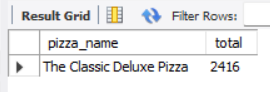 Result Grid Filter Rows:
pizza_name total
The Classic Deluxe Pizza 2416